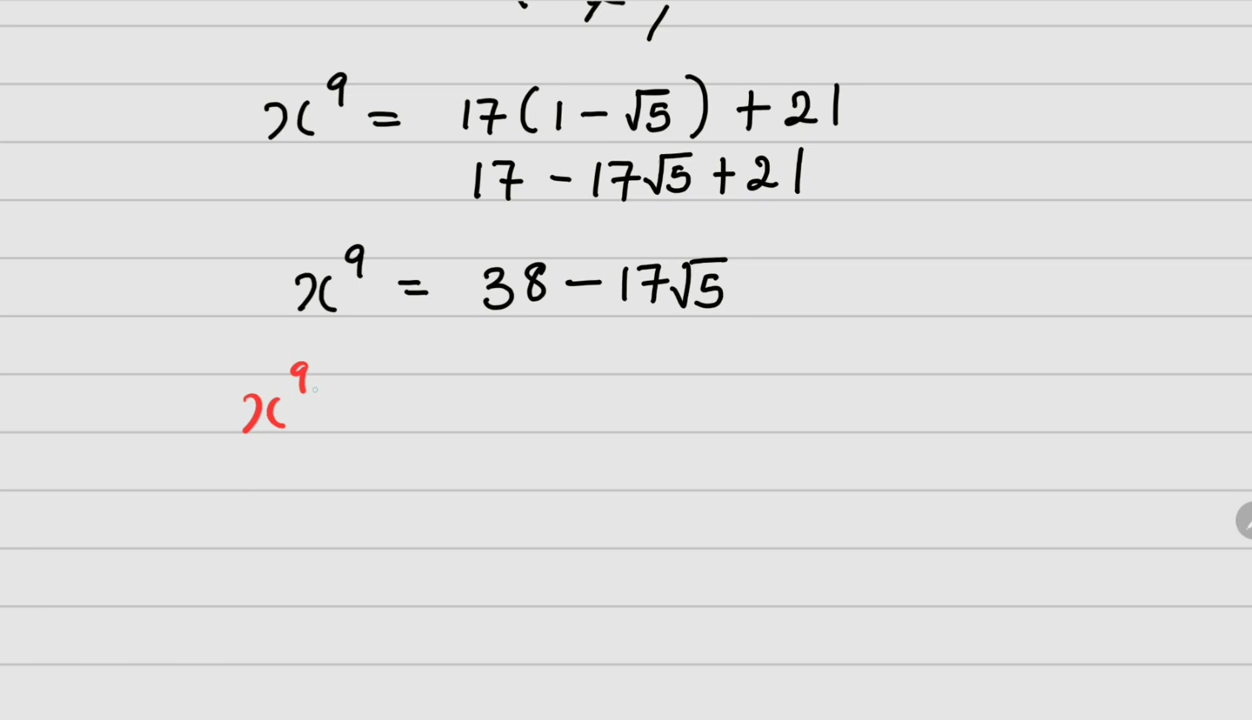 x⁹ = 17(1 - √5) + 21
17 - 17√5 + 21
x⁹ = 38 - 17√5
x⁹